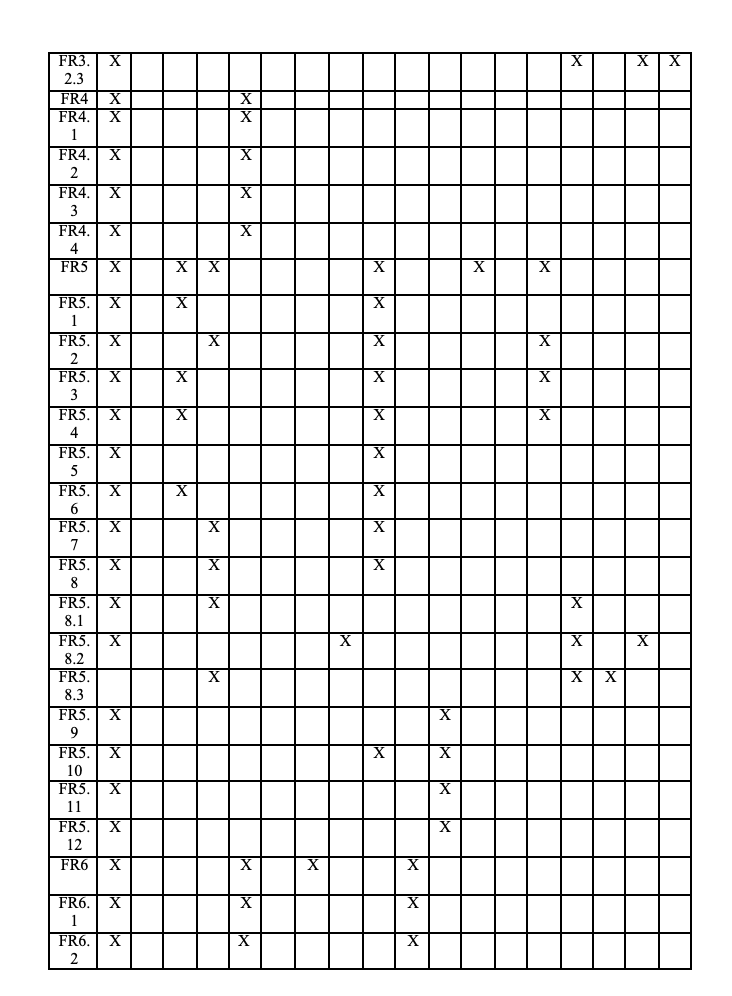 FR3. X X X X
2.3
FR4 X X
FR4. X X
1
FR4. X X
2
FR4. X X
3
FR4. X X
4
FR5 X X X X X X
FR5. X X X
1
FR5. X X X X
2
FR5. X X X X
3
FR5. X X X X
4
FR5. X X
5
FR5. X X X
6
FR5. X X X
7
FR5. X X X
8
FR5. X X X
8.1
FR5. X X X X
8.2
FR5. X X X
8.3
FR5. X X
9
FR5. X X X
10
FR5. X X
11
FR5. X X
12
FR6 X X X X
FR6. X X X
1
FR6. X X X
2